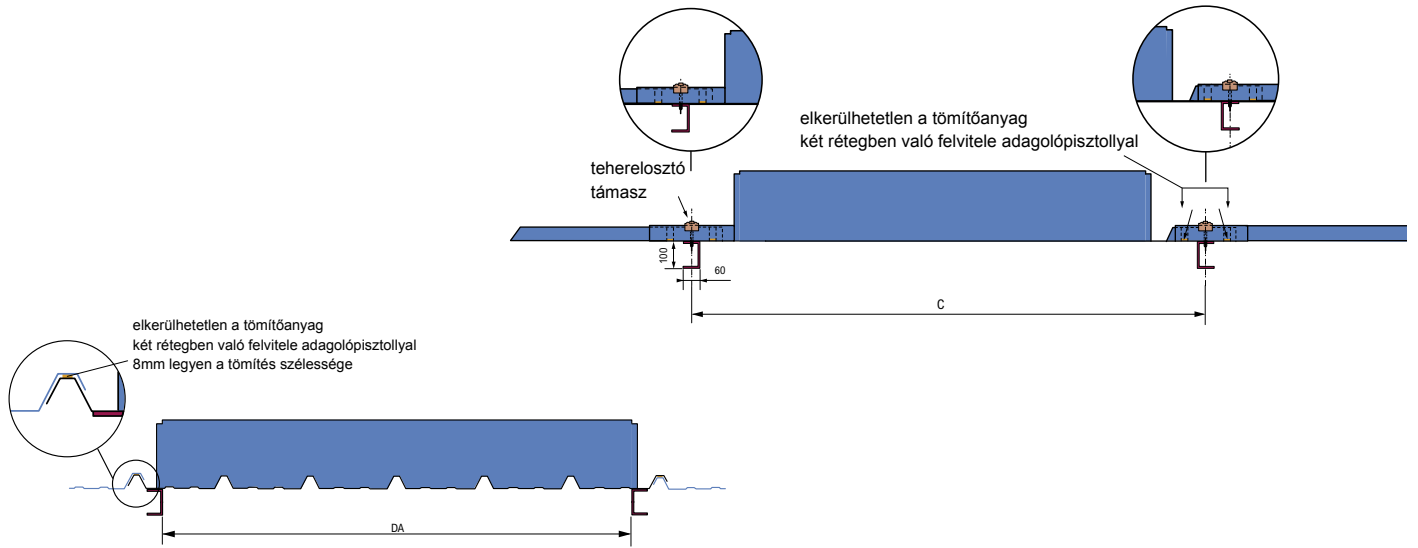 elkerülhetetlen a tömítőanyag
két rétegben való felvitele adagolópisztollyal
teherelosztó
támasz
100
60
C
elkerülhetetlen a tömítőanyag
két rétegben való felvitele adagolópisztollyal
8mm legyen a tömítés szélessége
DA